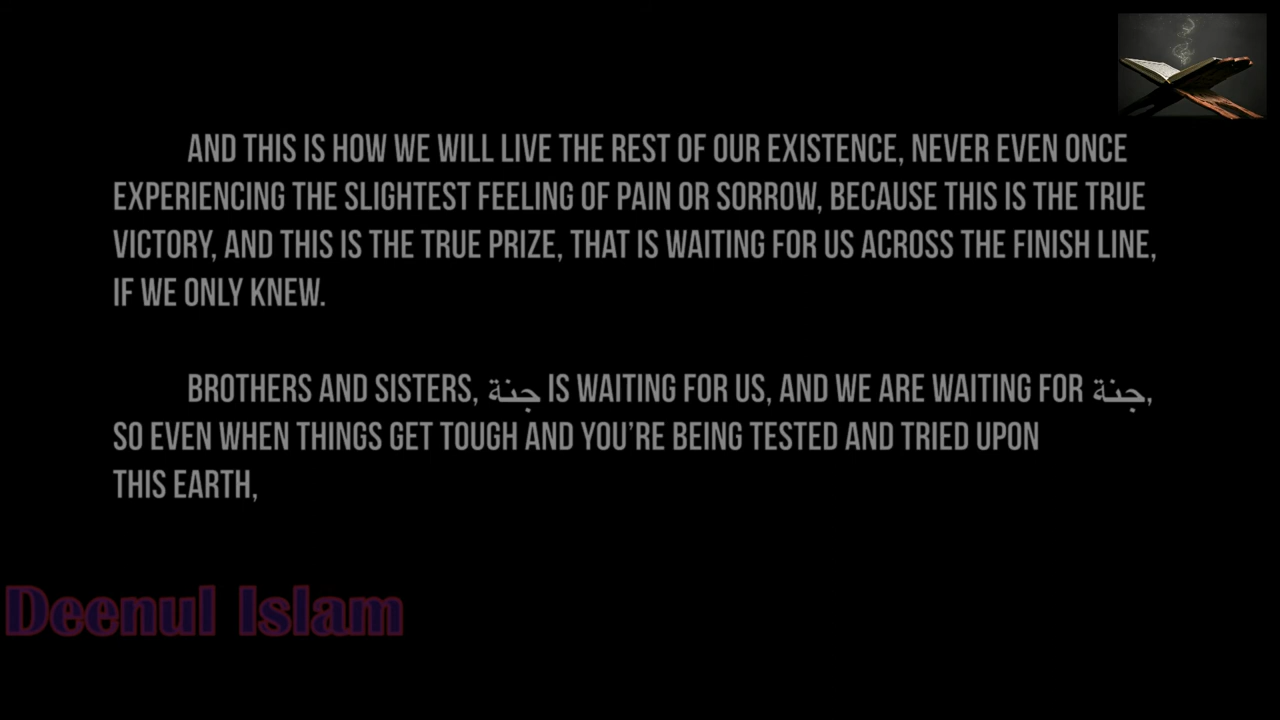 AND THIS IS HOW WE WILL LIVE THE REST OF OUR EXISTENCE, NEVER EVEN ONCE
EXPERIENCING THE SLIGHTEST FEELING OF PAIN OR SORROW, BECAUSE THIS IS THE TRUE
VICTORY, AND THIS IS THE TRUE PRIZE, THAT IS WAITING FOR US ACROSS THE FINISH LINE,
IF WE ONLY KNEW.
BROTHERS AND SISTERS, جنة IS WAITING FOR US, AND WE ARE WAITING FOR جنة,
SO EVEN WHEN THINGS GET TOUGH AND YOU'RE BEING TESTED AND TRIED UPON
THIS EARTH,
Deenul Islam